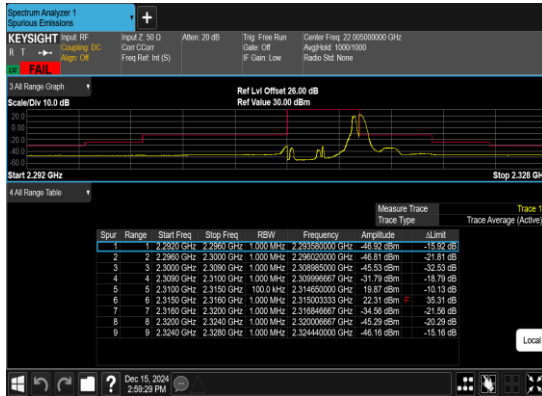 Spectrum Analyzer 1
Spurious Emissions
KEYSIGHT Input: RF Input Z: 50 Ω Atten: 20 dB Trig: Free Run Center Freq: 22.005000000 GHz
R T Coupling: DC Corr CCorr Gate: Off Avg|Hold: 1000/1000
Align: Off Freq Ref: Int (S) IF Gain: Low Radio Std: None
FAIL
3 All Range Graph
Ref Lvl Offset 26.00 dB
Scale/Div 10.0 dB Ref Value 30.00 dBm
20.0
0.00
-20.0
-40.0
-60.0
Start 2.292 GHz Stop 2.328 GH
4 All Range Table
Measure Trace Trace 1
Trace Type Trace Average (Active)
Spur Range Start Freq Stop Freq RBW Frequency Amplitude ΔLimit
1 1 2.2920 GHz 2.2960 GHz 1.000 MHz 2.293580000 GHz -46.92 dBm -15.92 dB
2 2 2.2960 GHz 2.3000 GHz 1.000 MHz 2.296020000 GHz -46.81 dBm -21.81 dB
3 3 2.3000 GHz 2.3090 GHz 1.000 MHz 2.308985000 GHz -45.53 dBm -32.53 dB
4 4 2.3090 GHz 2.3100 GHz 1.000 MHz 2.309996667 GHz -31.79 dBm -18.79 dB
5 5 2.3100 GHz 2.3150 GHz 100.0 kHz 2.314650000 GHz 19.87 dBm -10.13 dB
6 6 2.3150 GHz 2.3160 GHz 1.000 MHz 2.315003333 GHz 22.31 dBm F 35.31 dB
7 7 2.3160 GHz 2.3200 GHz 1.000 MHz 2.316846667 GHz -34.56 dBm -21.56 dB
8 8 2.3200 GHz 2.3240 GHz 1.000 MHz 2.320006667 GHz -45.29 dBm -20.29 dB
9 9 2.3240 GHz 2.3280 GHz 1.000 MHz 2.324440000 GHz -46.16 dBm -15.16 dB
Local
Dec 15, 2024
2:59:29 PM